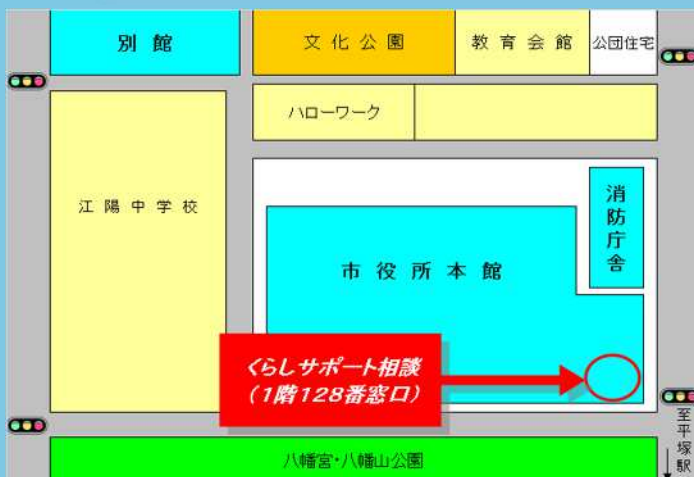 別館
文化公園
教育会館
公団住宅
ハローワーク
江陽中学校
消防庁舎
市役所本館
くらしサポート相談
（1階128番窓口）
至平塚駅
八幡宮・八幡山公園